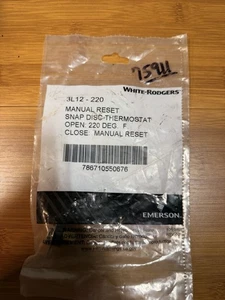 75911
WHITE-RODGERS
3L12 - 220
MANUAL RESET
SNAP DISC-THERMOSTAT
OPEN: 220 DEG. F
CLOSE: MANUAL RESET
786710550676
EMERSON